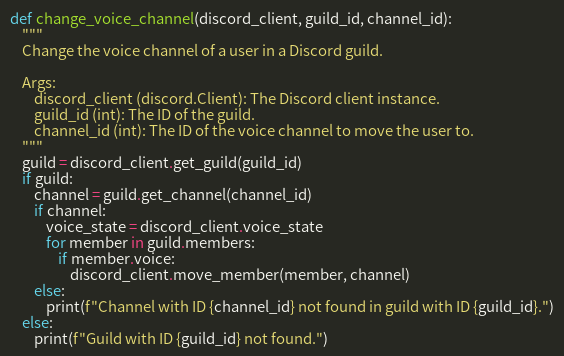 def change_voice_channel(discord_client, guild_id, channel_id):
    """
    Change the voice channel of a user in a Discord guild.

    Args:
        discord_client (discord.Client): The Discord client instance.
        guild_id (int): The ID of the guild.
        channel_id (int): The ID of the voice channel to move the user to.
    """
    guild = discord_client.get_guild(guild_id)
    if guild:
        channel = guild.get_channel(channel_id)
        if channel:
            voice_state = discord_client.voice_state
            for member in guild.members:
                if member.voice:
                    discord_client.move_member(member, channel)
        else:
            print(f"Channel with ID {channel_id} not found in guild with ID {guild_id}.")
    else:
        print(f"Guild with ID {guild_id} not found.")